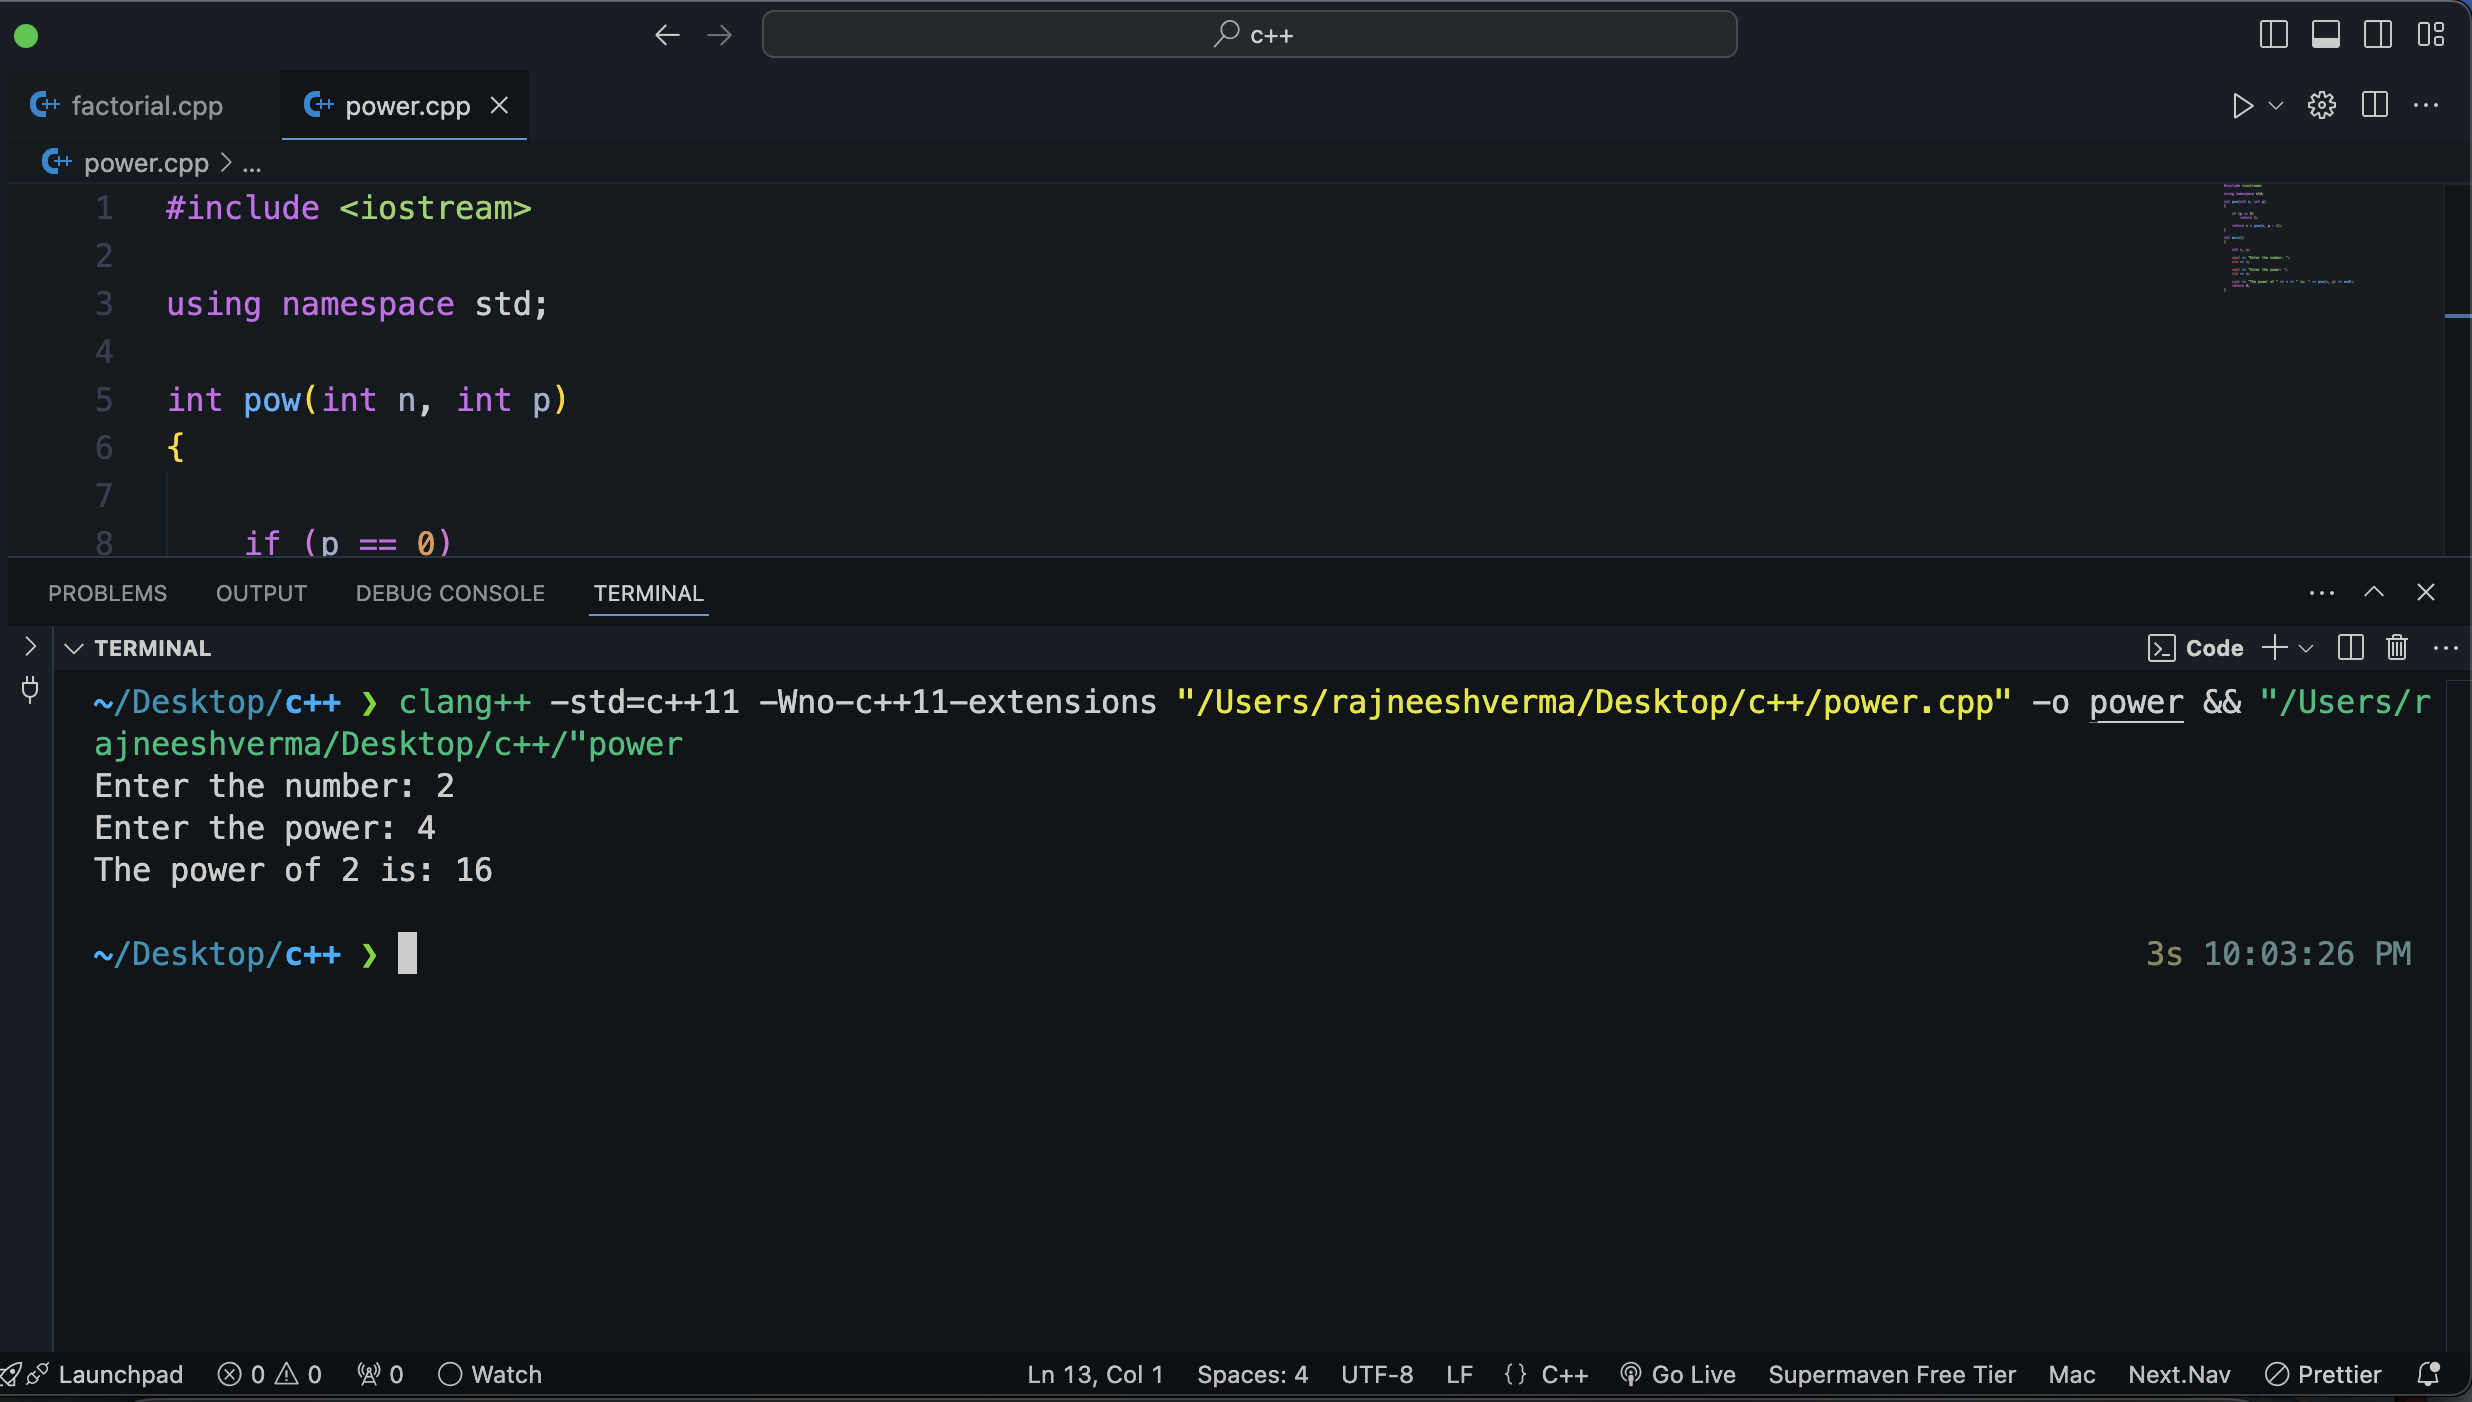 c++
factorial.cpp
power.cpp
power.cpp > ...
1 #include <iostream>
2
3 using namespace std;
4
5 int pow(int n, int p)
6 {
7
8 if (p == 0)
PROBLEMS OUTPUT DEBUG CONSOLE TERMINAL
TERMINAL
Code
~/Desktop/c++ ❯ clang++ -std=c++11 -Wno-c++11-extensions "/Users/rajneeshverma/Desktop/c++/power.cpp" -o power && "/Users/r
ajneeshverma/Desktop/c++/"power
Enter the number: 2
Enter the power: 4
The power of 2 is: 16
~/Desktop/c++ ❯ 3s 10:03:26 PM
Launchpad 0 0 0 Watch Ln 13, Col 1 Spaces: 4 UTF-8 LF {} C++ Go Live Supermaven Free Tier Mac Next.Nav Prettier